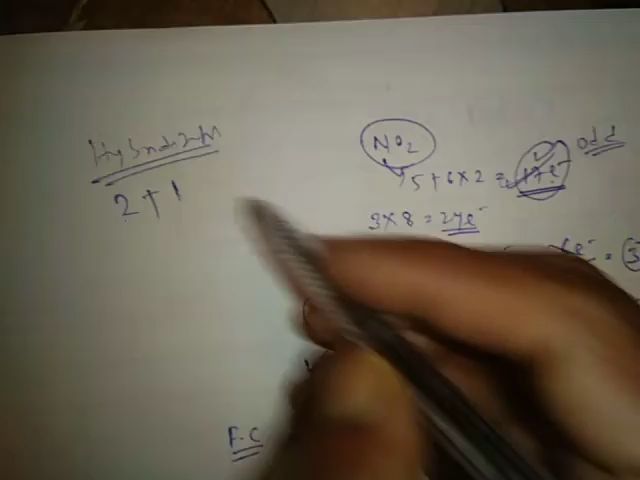 Hybridization
2 + 1
NO2
5 + 6 x 2 = 17e- odd
3 x 8 = 24e-
F.C